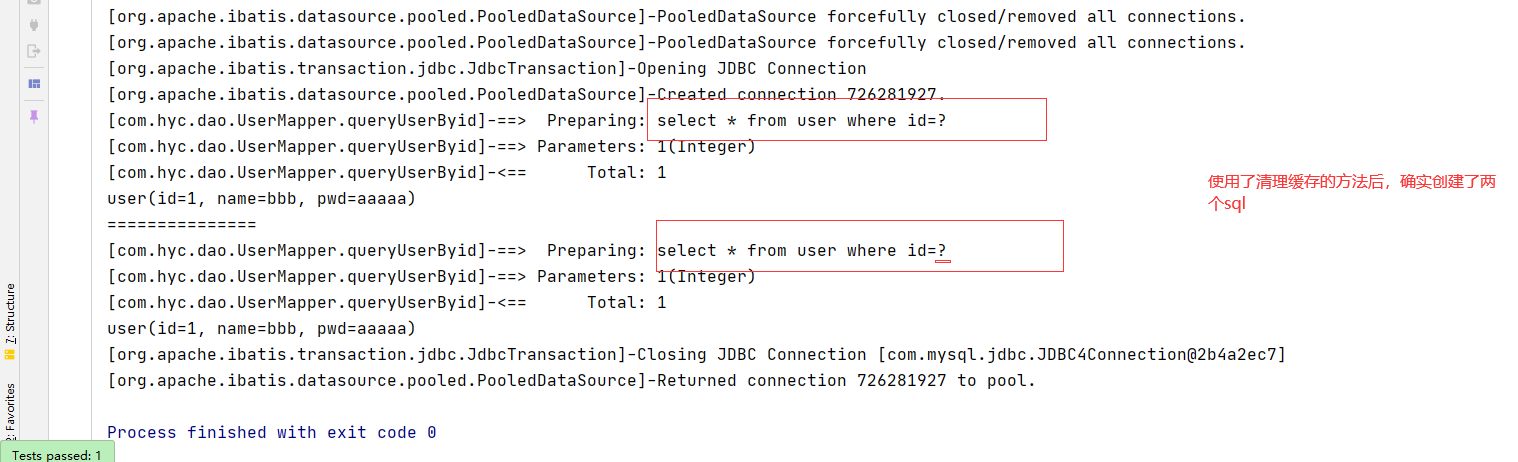 [org.apache.ibatis.datasource.pooled.PooledDataSource]-PooledDataSource forcefully closed/removed all connections.
[org.apache.ibatis.datasource.pooled.PooledDataSource]-PooledDataSource forcefully closed/removed all connections.
[org.apache.ibatis.transaction.jdbc.JdbcTransaction]-Opening JDBC Connection
[org.apache.ibatis.datasource.pooled.PooledDataSource]-Created connection 726281927.
[com.hyc.dao.UserMapper.queryUserByid]-==>  Preparing: select * from user where id=?
[com.hyc.dao.UserMapper.queryUserByid]-==> Parameters: 1(Integer)
[com.hyc.dao.UserMapper.queryUserByid]-<==      Total: 1
user(id=1, name=bbb, pwd=aaaaa)
===============
[com.hyc.dao.UserMapper.queryUserByid]-==>  Preparing: select * from user where id=?
[com.hyc.dao.UserMapper.queryUserByid]-==> Parameters: 1(Integer)
[com.hyc.dao.UserMapper.queryUserByid]-<==      Total: 1
user(id=1, name=bbb, pwd=aaaaa)
[org.apache.ibatis.transaction.jdbc.JdbcTransaction]-Closing JDBC Connection [com.mysql.jdbc.JDBC4Connection@2b4a2ec7]
[org.apache.ibatis.datasource.pooled.PooledDataSource]-Returned connection 726281927 to pool.
Process finished with exit code 0
使用了清理缓存的方法后，确实创建了两
个sql
7: Structure
2: Favorites
Tests passed: 1